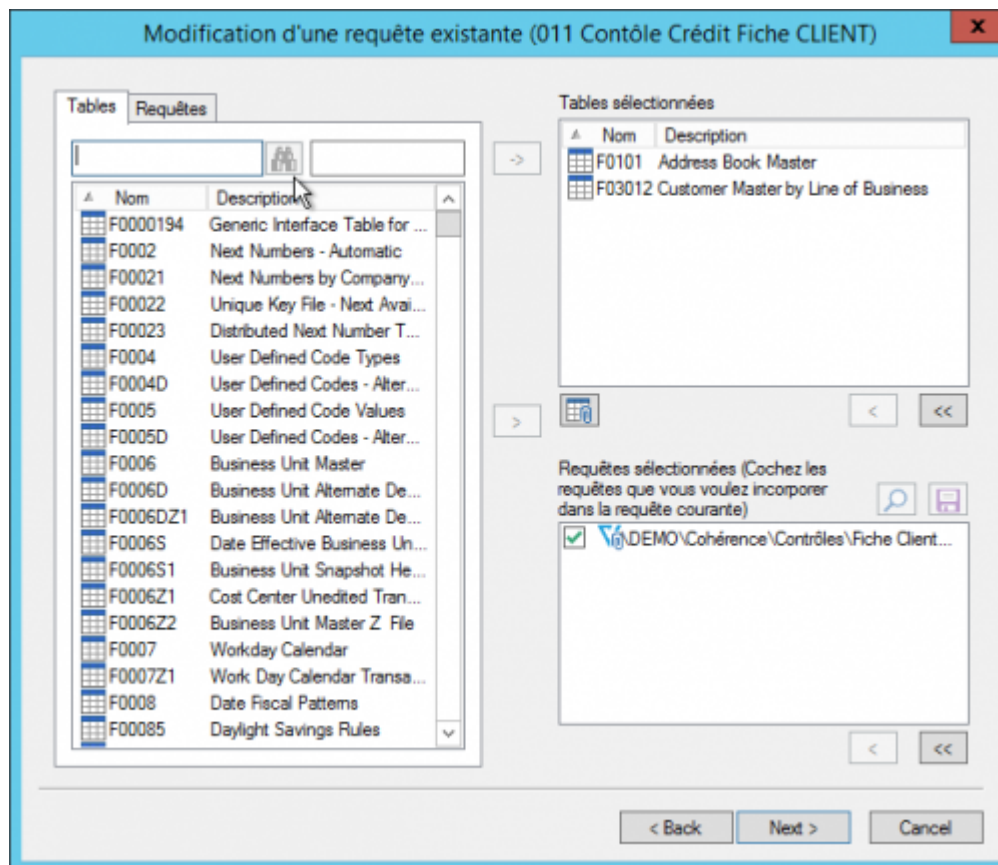 Modification d'une requête existante (011 Contôle Crédit Fiche CLIENT)
x
Tables Requêtes
Nom Description
F0000194 Generic Interface Table for ...
F0002 Next Numbers - Automatic
F00021 Next Numbers by Company...
F00022 Unique Key File - Next Avai...
F00023 Distributed Next Number T...
F0004 User Defined Code Types
F0004D User Defined Codes - Alter...
F0005 User Defined Code Values
F0005D User Defined Codes - Alter...
F0006 Business Unit Master
F0006D Business Unit Alternate De...
F0006DZ1 Business Unit Alternate De...
F0006S Date Effective Business Un...
F0006S1 Business Unit Snapshot He...
F0006Z1 Cost Center Unedited Tran...
F0006Z2 Business Unit Master Z File
F0007 Workday Calendar
F0007Z1 Work Day Calendar Transa...
F0008 Date Fiscal Patterns
F00085 Daylight Savings Rules
->
>
Tables sélectionnées
Nom Description
F0101 Address Book Master
F03012 Customer Master by Line of Business
< <<
Requêtes sélectionnées (Cochez les
requêtes que vous voulez incorporer
dans la requête courante)
\DEMO\Cohérence\Contrôles\Fiche Client...
< <<
< Back Next > Cancel